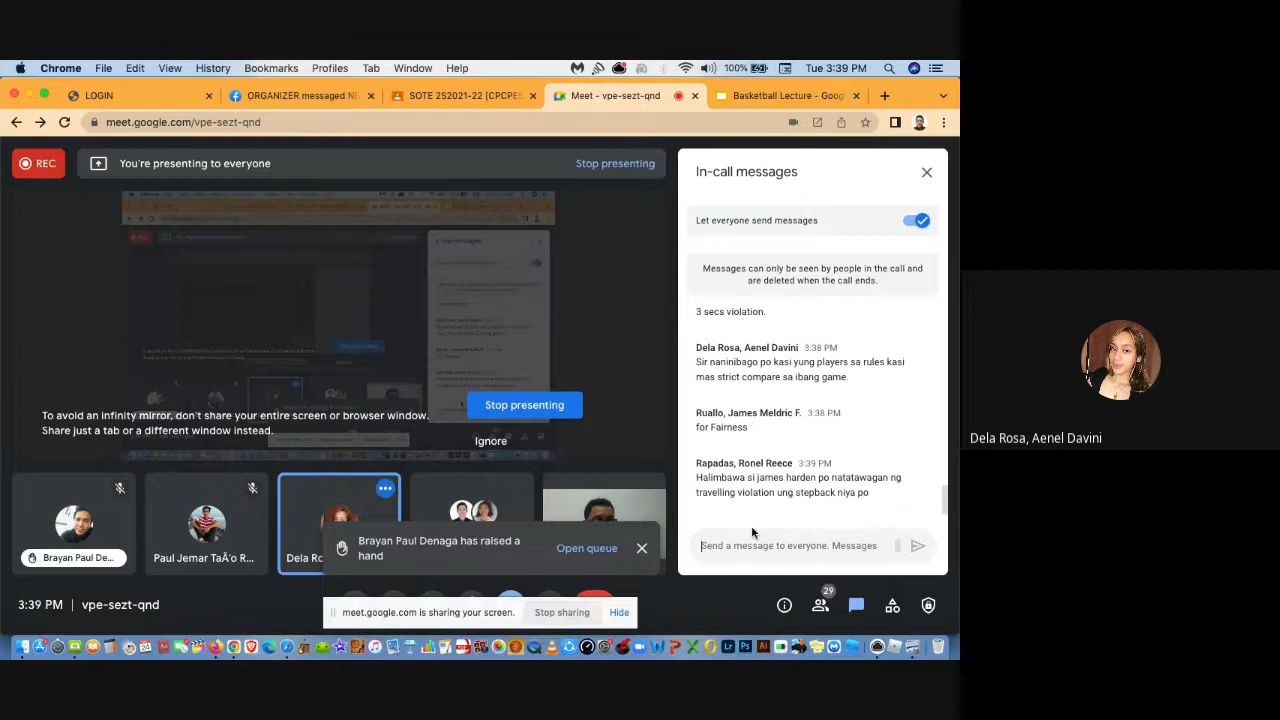 Chrome File Edit View History Bookmarks Profiles Tab Window Help 100% Tue 3:39 PM
LOGIN ORGANIZER messaged SOTE 2S2021-22 [CPCPE Meet - vpe-sezt-qnd Basketball Lecture - Goog
meet.google.com/vpe-sezt-qnd
REC You're presenting to everyone Stop presenting
To avoid an infinity mirror, don't share your entire screen or browser window.
Share just a tab or a different window instead.
Stop presenting
Ignore
In-call messages
Let everyone send messages
Messages can only be seen by people in the call and
are deleted when the call ends.
3 secs violation.
Dela Rosa, Aenel Davini 3:38 PM
Sir naninibago po kasi yung players sa rules kasi
mas strict compare sa ibang game.
Ruallo, James Meldric F. 3:38 PM
for Fairness
Rapadas, Ronel Reece 3:39 PM
Halimbawa si james harden po natatawagan ng
travelling violation ung stepback niya po
Send a message to everyone. Messages
Brayan Paul De... Paul Jemar TaÃ'o R... Dela Ro
Brayan Paul Denaga has raised a
hand
Open queue
3:39 PM | vpe-sezt-qnd
meet.google.com is sharing your screen. Stop sharing Hide
29
Dela Rosa, Aenel Davini